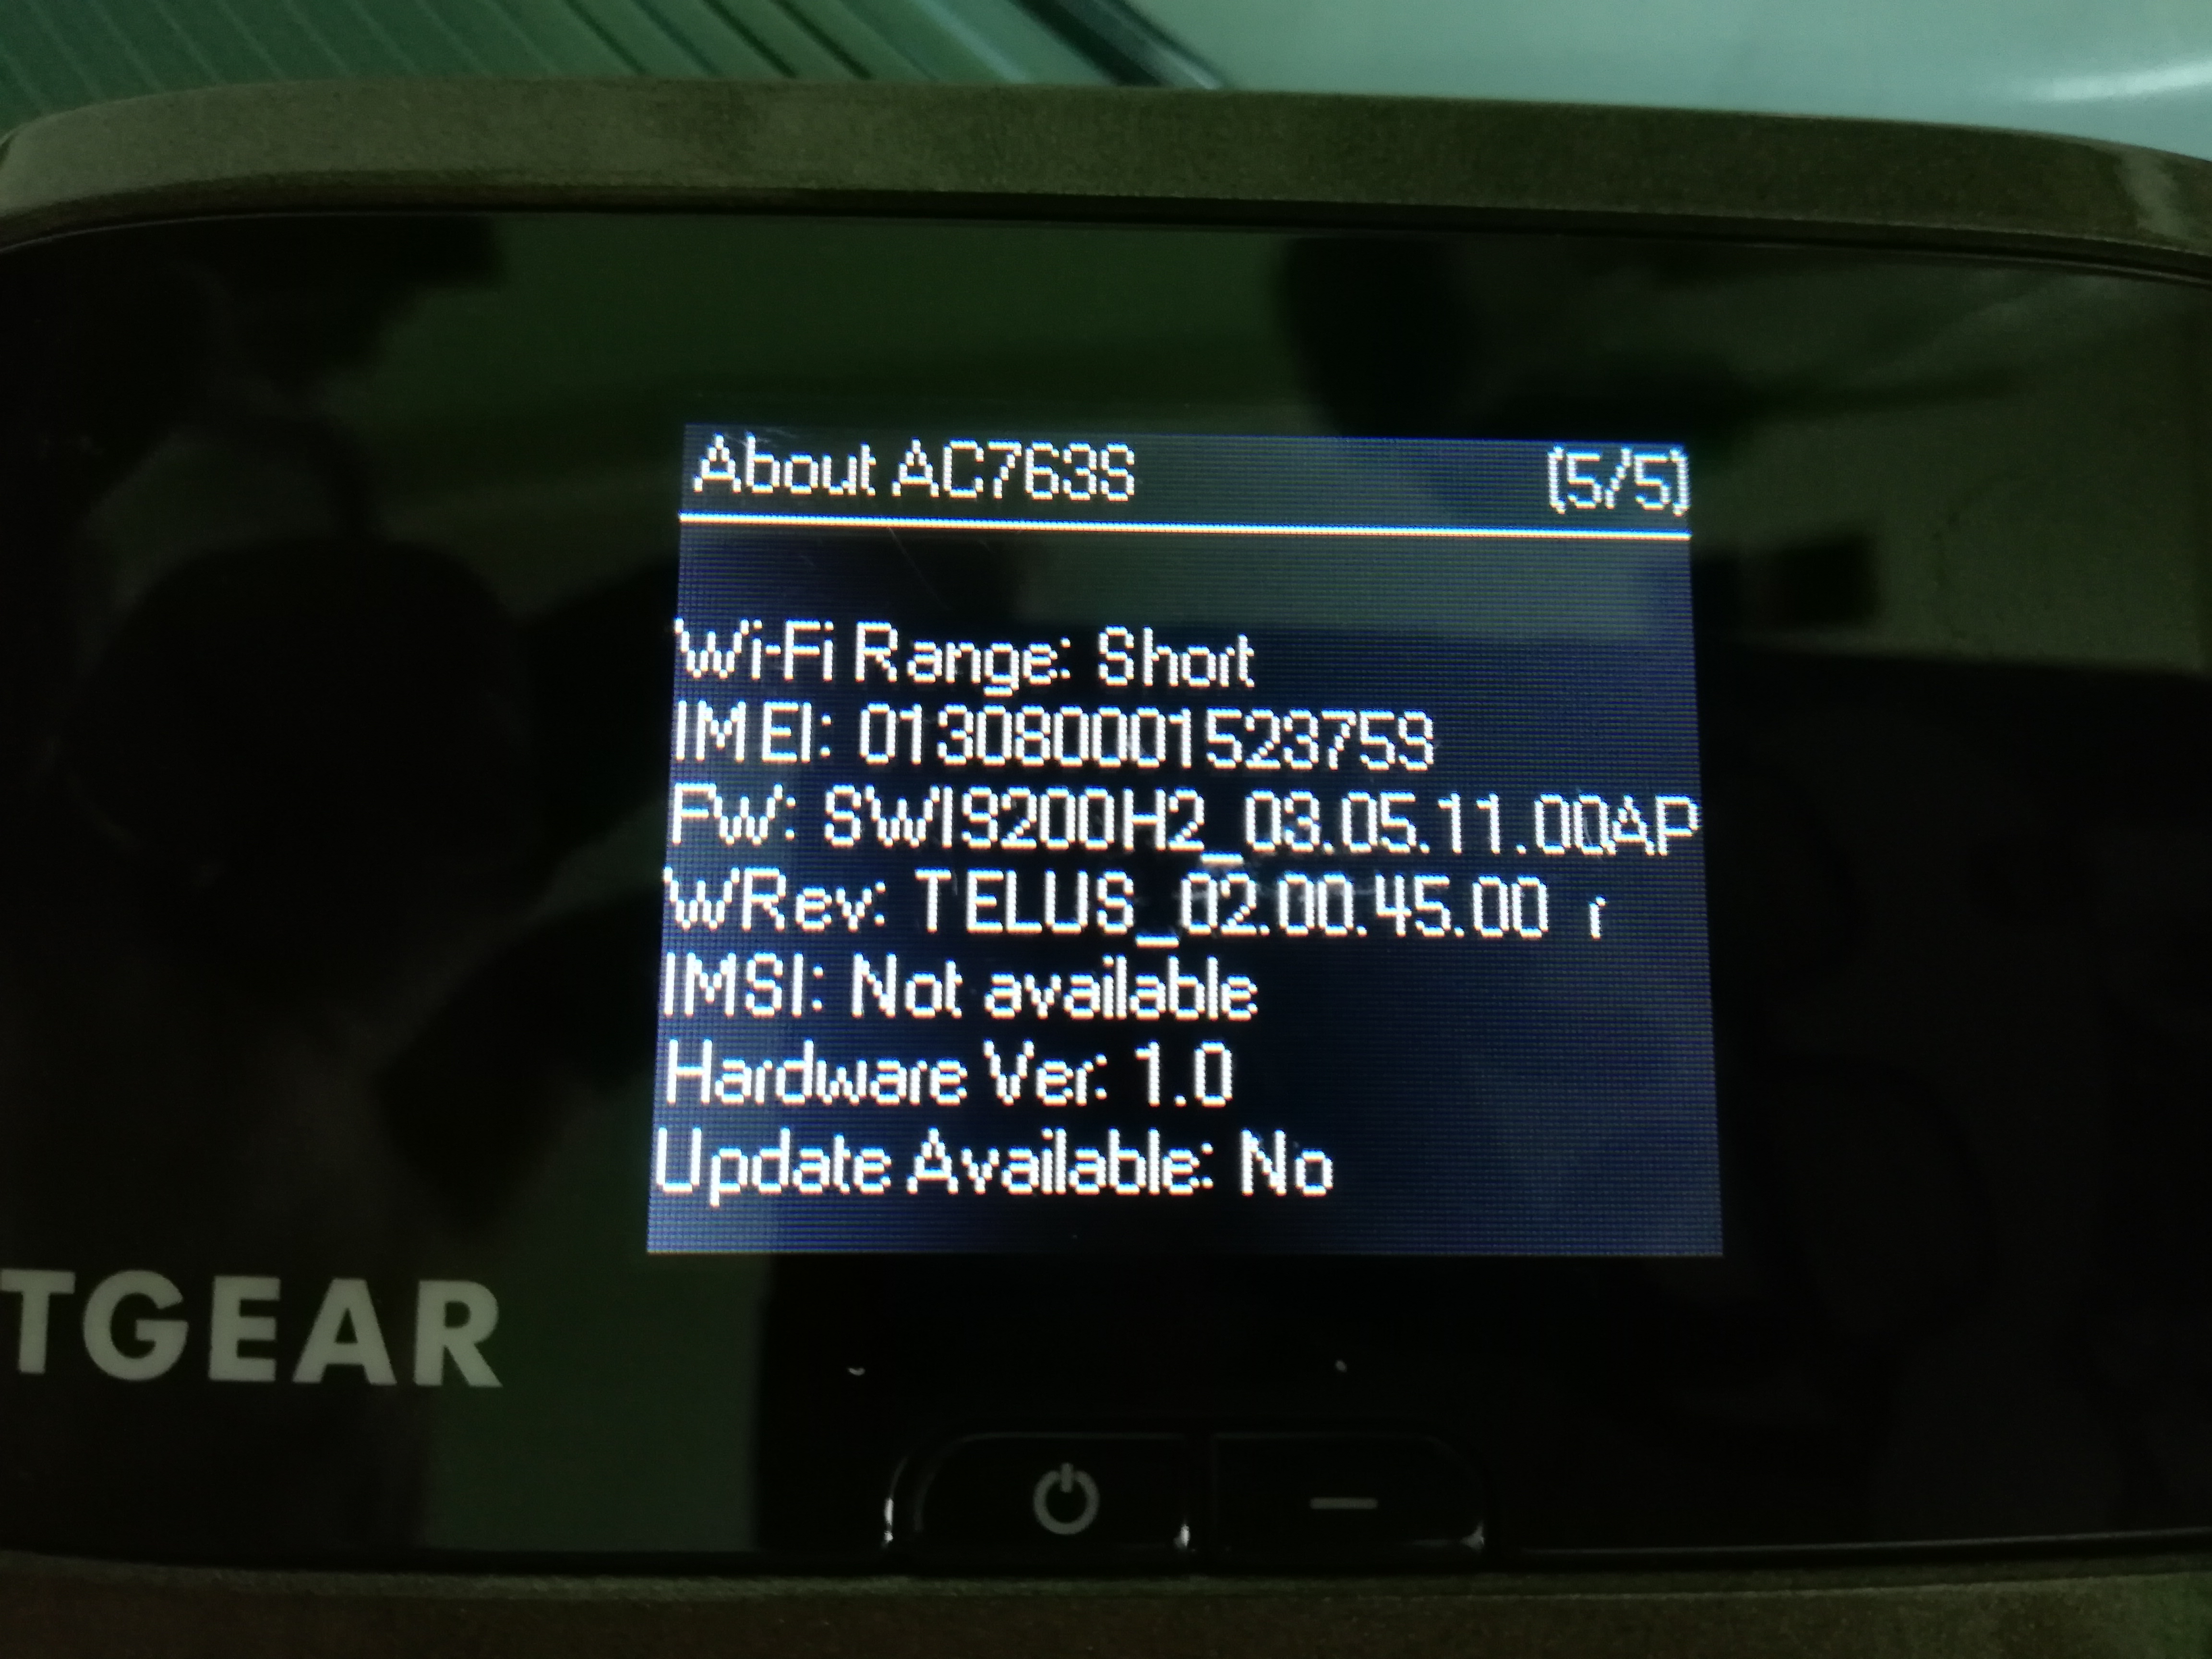 About AC763S (5/5)
Wi-Fi Range: Short
IMEI: 013080001523759
FW: SWI9200H2_03.05.11.00AP
WRev: TELUS_02.00.45.00 r
IMSI: Not available
Hardware Ver: 1.0
Update Available: No
TGEAR